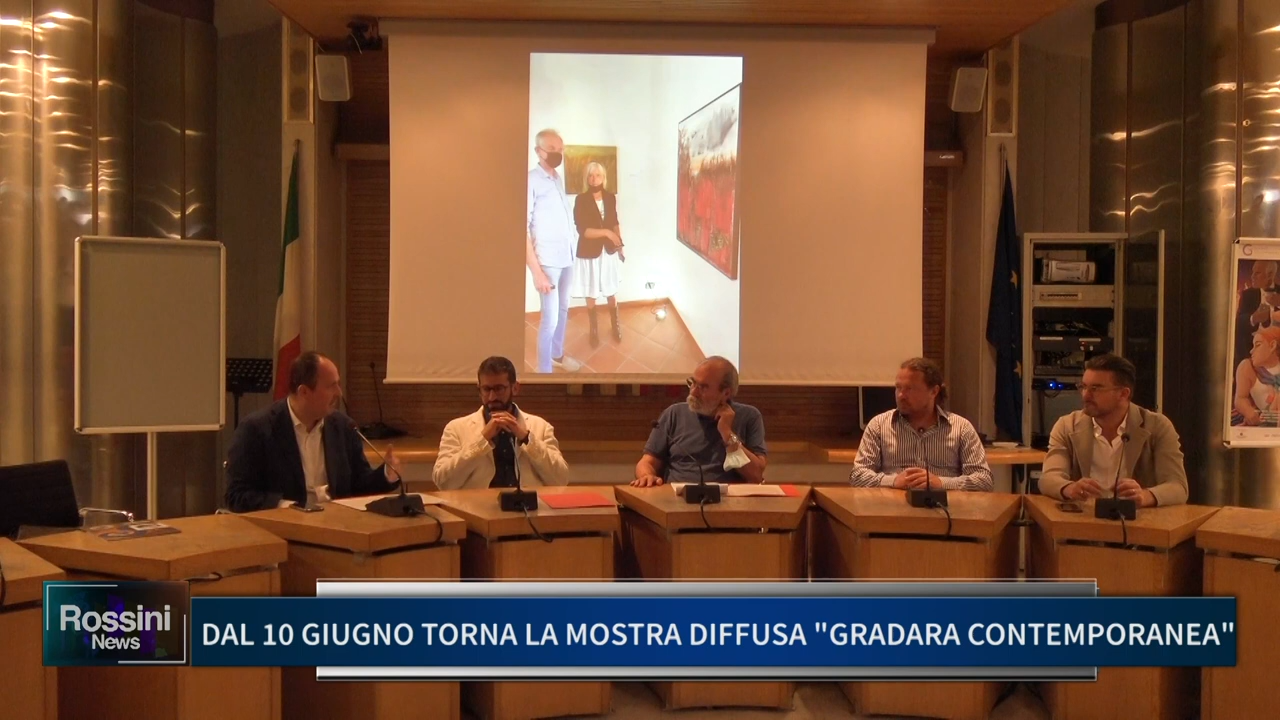 G
Rossini
News
DAL 10 GIUGNO TORNA LA MOSTRA DIFFUSA "GRADARA CONTEMPORANEA"